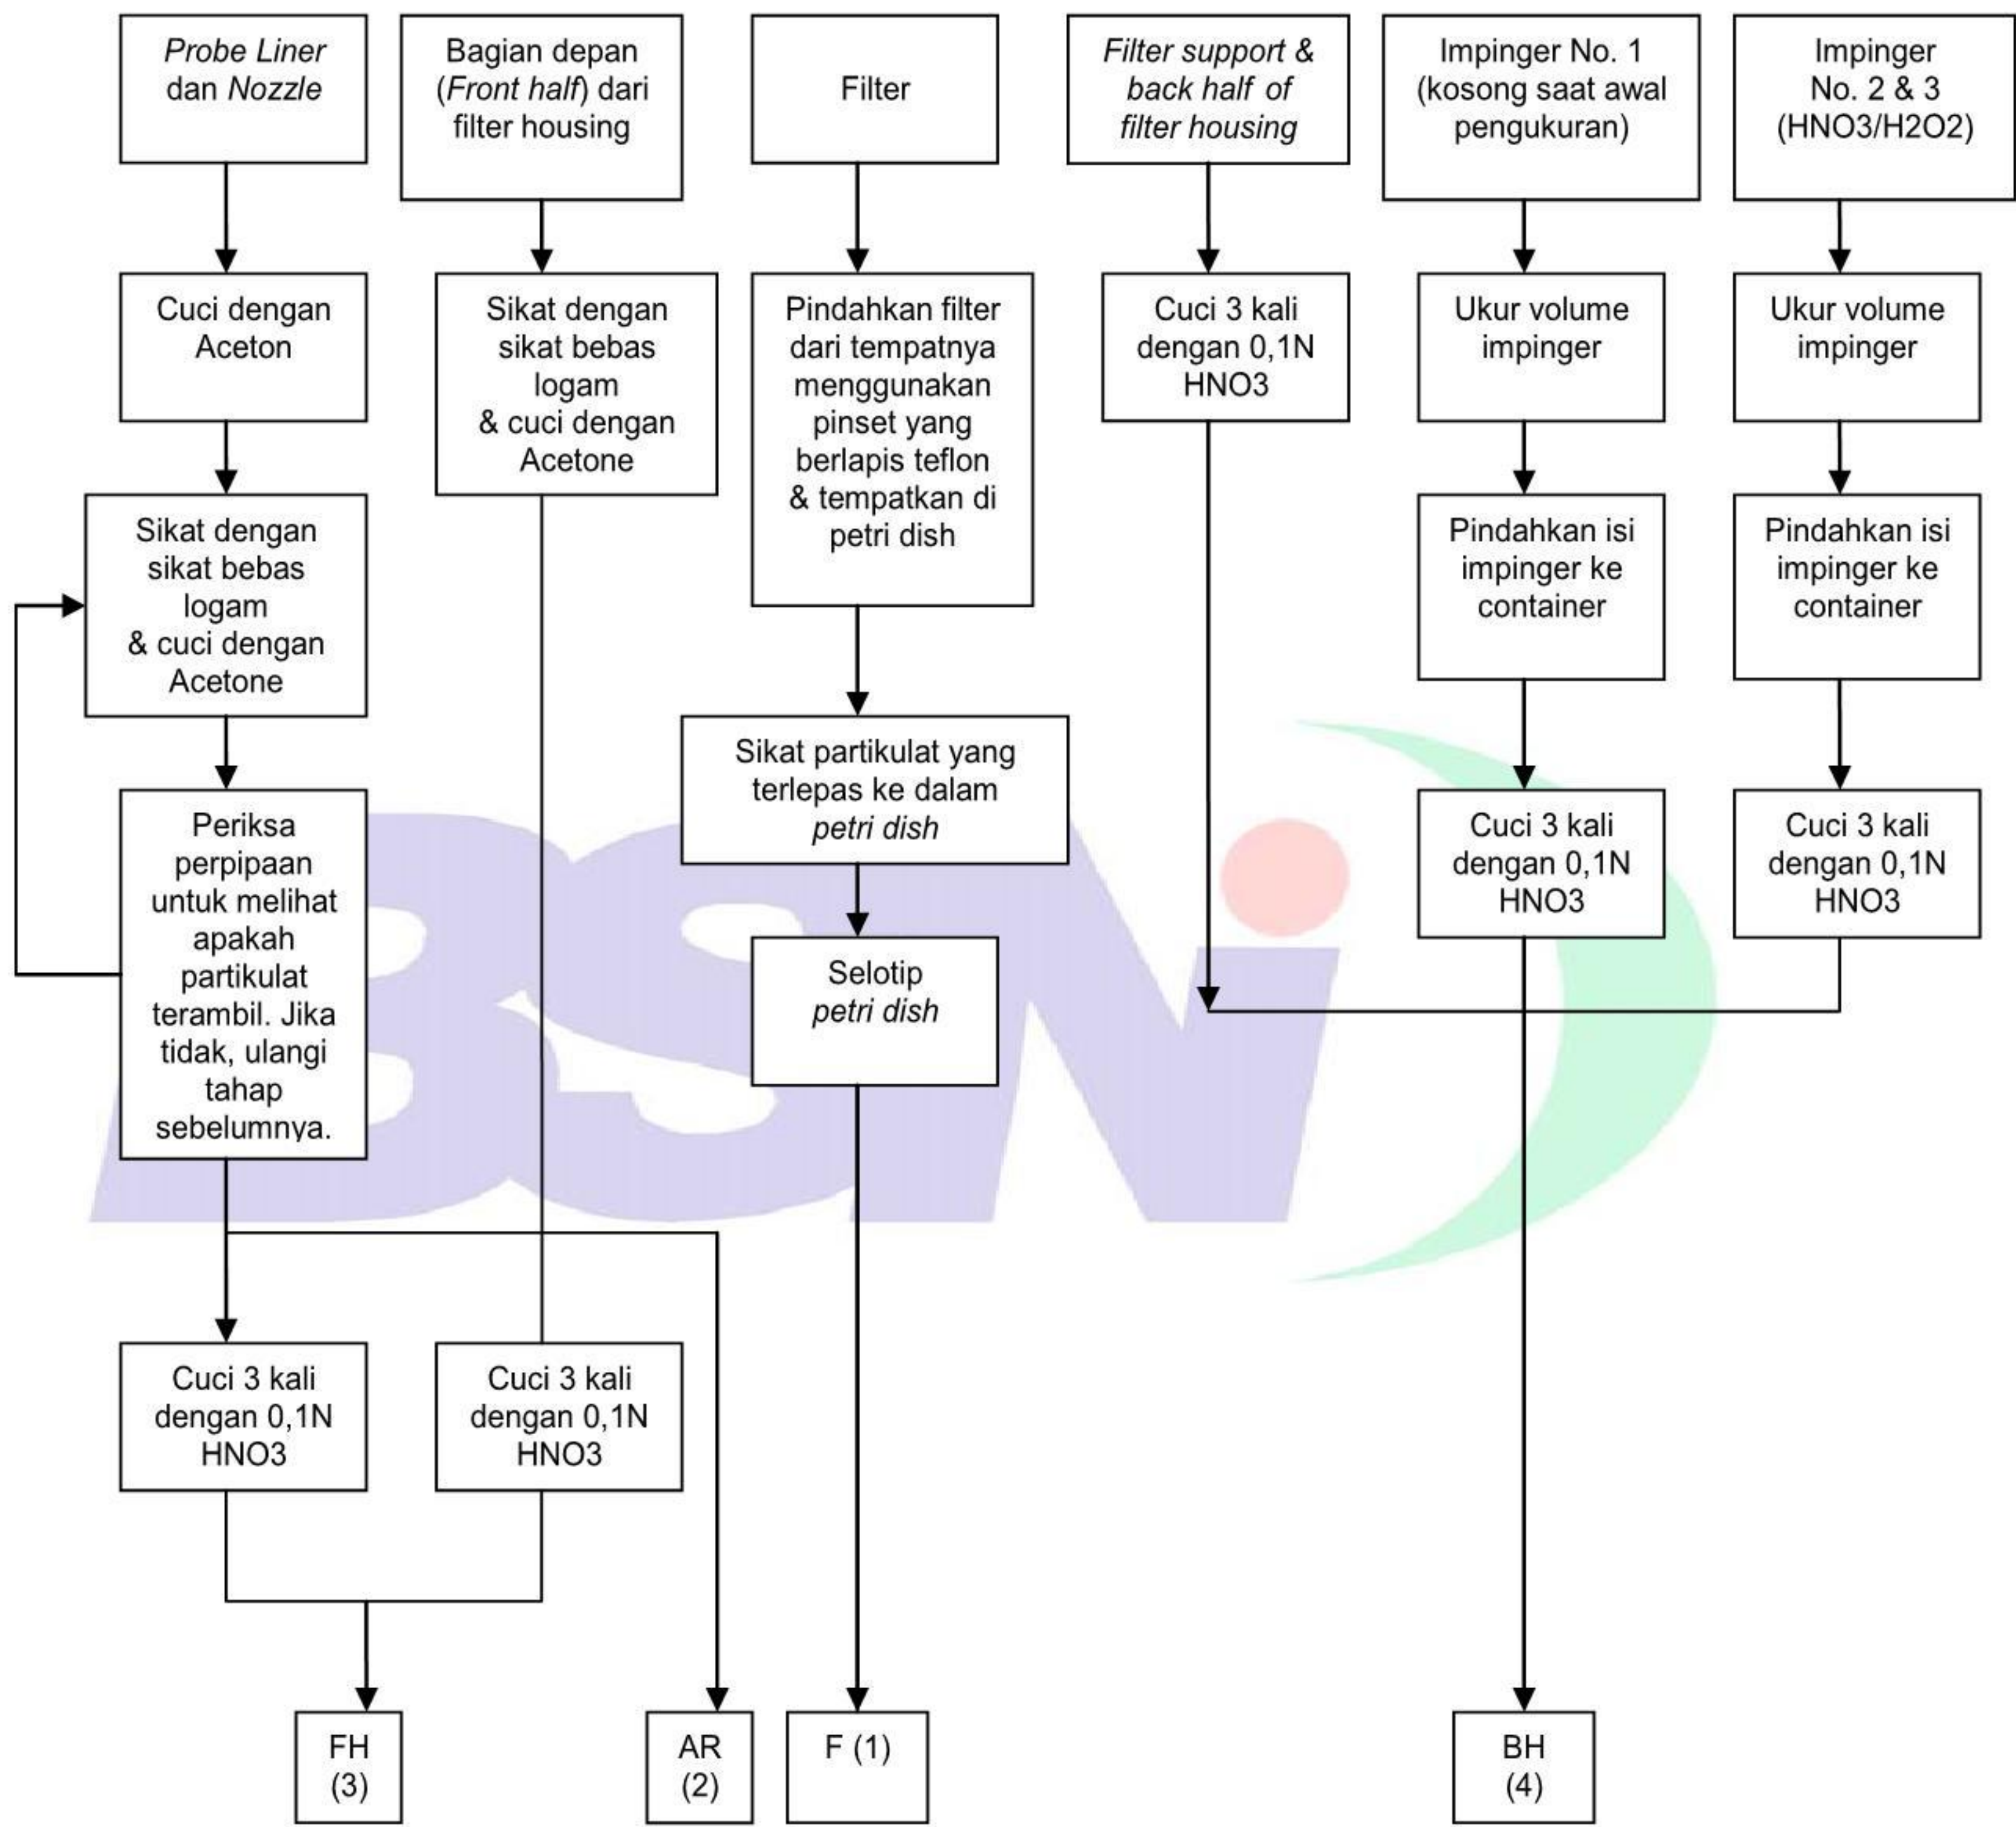 Probe Liner
dan Nozzle
Bagian depan
(Front half) dari
filter housing
Filter
Filter support &
back half of
filter housing
Impinger No. 1
(kosong saat awal
pengukuran)
Impinger
No. 2 & 3
(HNO3/H2O2)
Cuci dengan
Aceton
Sikat dengan
sikat bebas
logam
& cuci dengan
Acetone
Pindahkan filter
dari tempatnya
menggunakan
pinset yang
berlapis teflon
& tempatkan di
petri dish
Cuci 3 kali
dengan 0,1N
HNO3
Ukur volume
impinger
Ukur volume
impinger
Sikat dengan
sikat bebas
logam
& cuci dengan
Acetone
Pindahkan isi
impinger ke
container
Pindahkan isi
impinger ke
container
Sikat partikulat yang
terlepas ke dalam
petri dish
Periksa
perpipaan
untuk melihat
apakah
partikulat
terambil. Jika
tidak, ulangi
tahap
sebelumnya.
Cuci 3 kali
dengan 0,1N
HNO3
Cuci 3 kali
dengan 0,1N
HNO3
Selotip
petri dish
BSNi
Cuci 3 kali
dengan 0,1N
HNO3
Cuci 3 kali
dengan 0,1N
HNO3
FH
(3)
AR
(2)
F (1)
BH
(4)